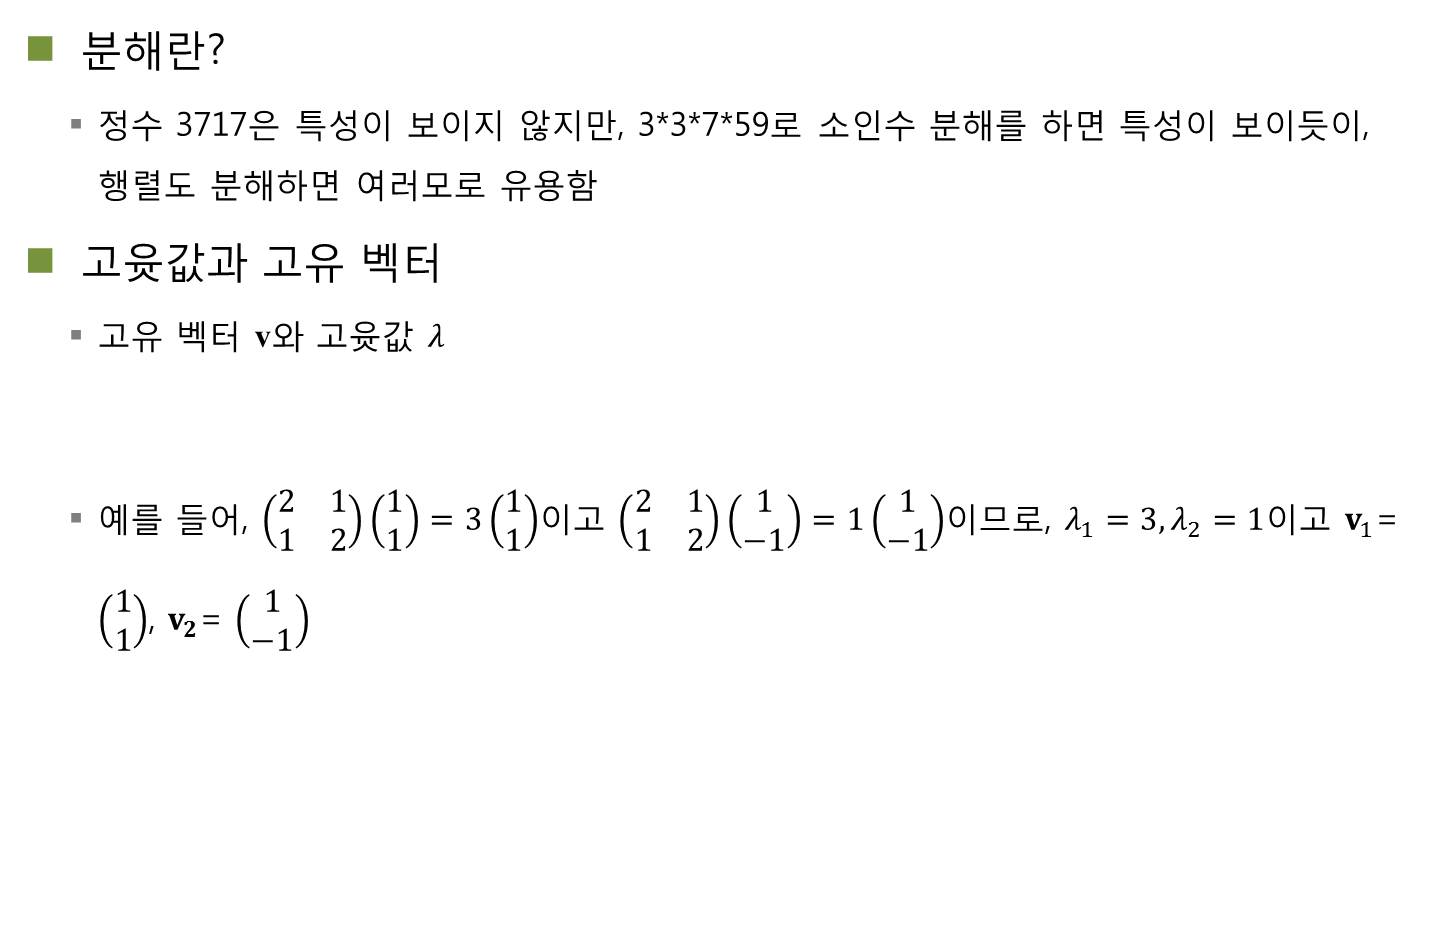 분해란?
정수 3717은 특성이 보이지 않지만, 3*3*7*59로 소인수 분해를 하면 특성이 보이듯이,
행렬도 분해하면 여러모로 유용함
고윳값과 고유 벡터
고유 벡터 v와 고윳값 λ
예를 들어, (2 1; 1 2)(1; 1) = 3(1; 1)이고 (2 1; 1 2)(1; −1) = 1(1; −1)이므로, λ₁ = 3, λ₂ = 1이고 v₁ =
(1; 1), v₂ = (1; −1)